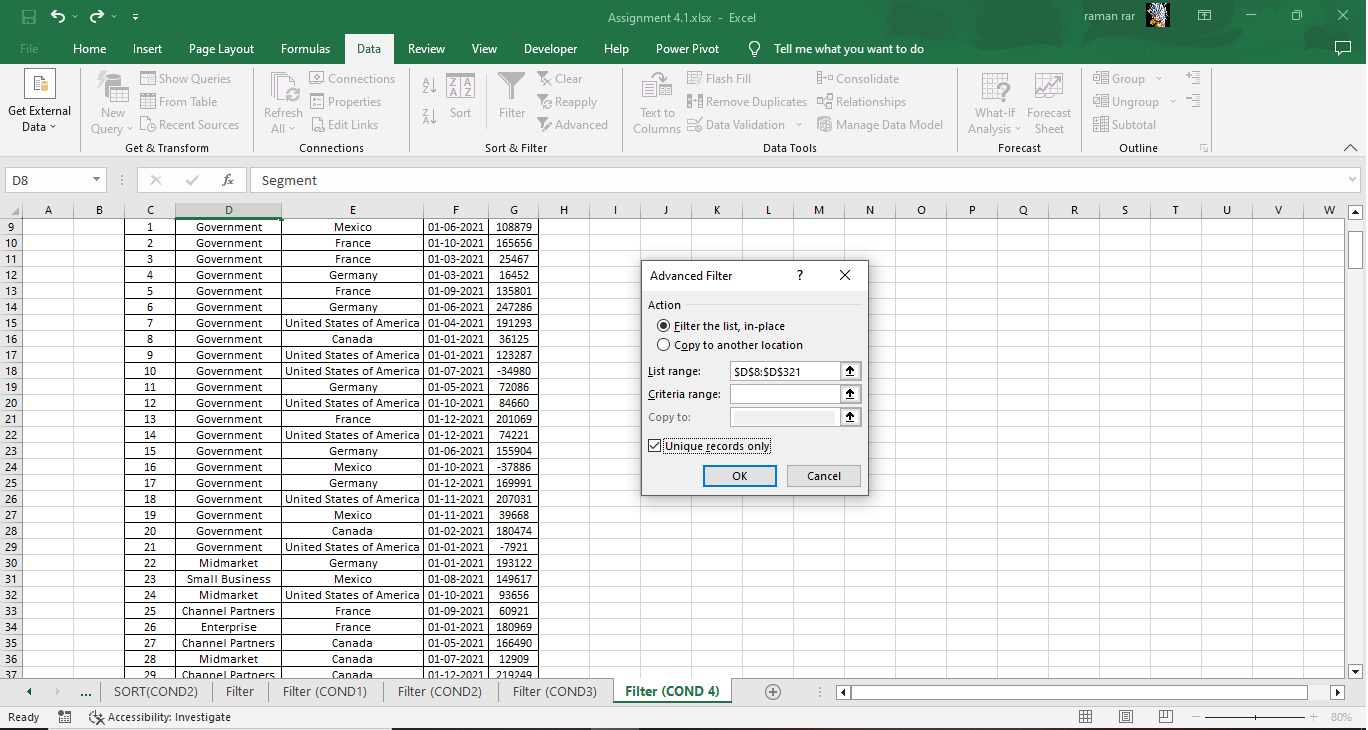 Assignment 4.1.xlsx - Excel
raman rar
File Home Insert Page Layout Formulas Data Review View Developer Help Power Pivot Tell me what you want to do
Get External Data
New Query
Show Queries
From Table
Recent Sources
Get & Transform
Refresh All
Connections
Properties
Edit Links
Connections
Sort
Filter
Clear
Reapply
Advanced
Sort & Filter
Text to Columns
Flash Fill
Remove Duplicates
Data Validation
Consolidate
Relationships
Manage Data Model
Data Tools
What-If Analysis
Forecast Sheet
Forecast
Group
Ungroup
Subtotal
Outline
D8 fx Segment
A B C D E F G H I J K L M N O P Q R S T U V W
9 1 Government Mexico 01-06-2021 108879
10 2 Government France 01-10-2021 165656
11 3 Government France 01-03-2021 25467
12 4 Government Germany 01-03-2021 16452
13 5 Government France 01-09-2021 135801
14 6 Government Germany 01-06-2021 247286
15 7 Government United States of America 01-04-2021 191293
16 8 Government Canada 01-01-2021 36125
17 9 Government United States of America 01-01-2021 123287
18 10 Government United States of America 01-07-2021 -34980
19 11 Government Germany 01-05-2021 72086
20 12 Government United States of America 01-10-2021 84660
21 13 Government France 01-12-2021 201069
22 14 Government United States of America 01-12-2021 74221
23 15 Government Germany 01-06-2021 155904
24 16 Government Mexico 01-10-2021 -37886
25 17 Government Germany 01-12-2021 169991
26 18 Government United States of America 01-11-2021 207031
27 19 Government Mexico 01-11-2021 39668
28 20 Government Canada 01-02-2021 180474
29 21 Government United States of America 01-01-2021 -7921
30 22 Midmarket Germany 01-01-2021 193122
31 23 Small Business Mexico 01-08-2021 149617
32 24 Midmarket United States of America 01-10-2021 93656
33 25 Channel Partners France 01-09-2021 60921
34 26 Enterprise France 01-01-2021 180969
35 27 Channel Partners Canada 01-05-2021 166490
36 28 Midmarket Canada 01-07-2021 12909
37 29 Channel Partners Canada 01-12-2021 219249
Advanced Filter ?
Action
Filter the list, in-place
Copy to another location
List range: $D$8:$D$321
Criteria range:
Copy to:
Unique records only
OK Cancel
... SORT(COND2) Filter Filter (COND1) Filter (COND2) Filter (COND3) Filter (COND 4)
Ready Accessibility: Investigate 80%